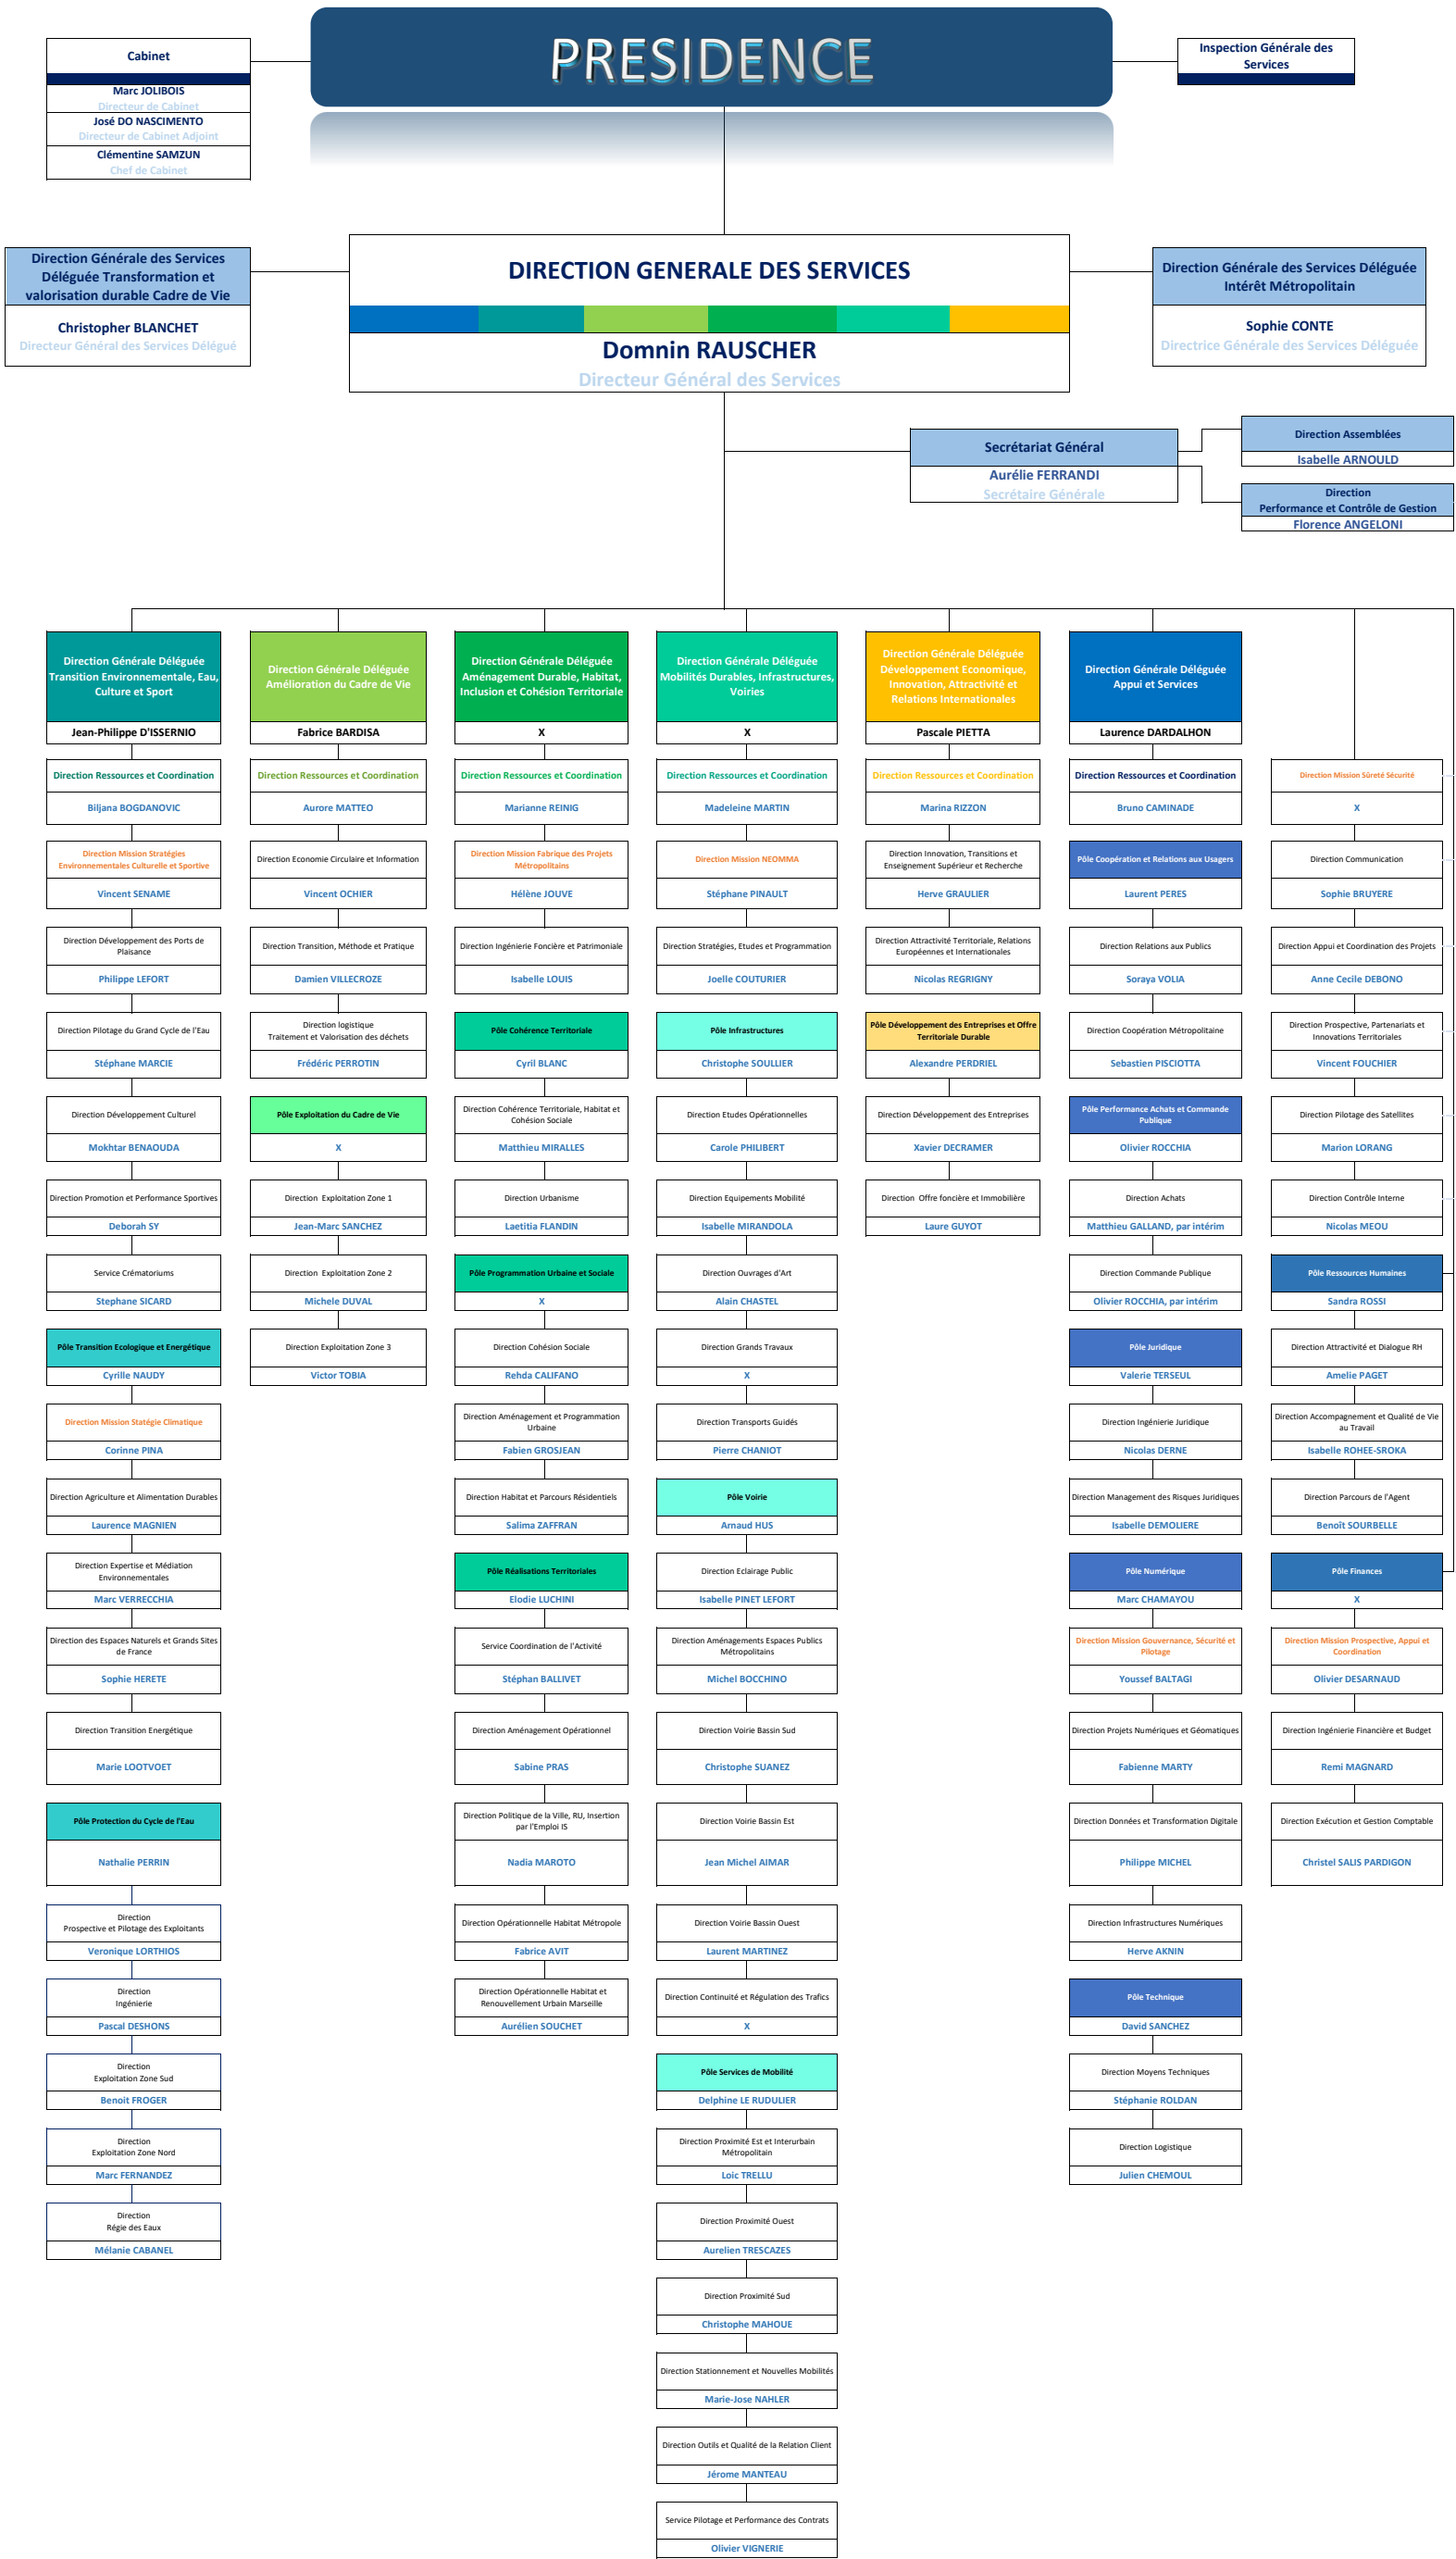 PRESIDENCE
Cabinet
Marc JOLIBOIS
Directeur de Cabinet
José DO NASCIMENTO
Directeur de Cabinet Adjoint
Clémentine SAMZUN
Chef de Cabinet
Inspection Générale des
Services
Direction Générale des Services
Déléguée Transformation et
valorisation durable Cadre de Vie
Christopher BLANCHET
Directeur Général des Services Délégué
DIRECTION GENERALE DES SERVICES
Domnin RAUSCHER
Directeur Général des Services
Direction Générale des Services Déléguée
Intérêt Métropolitain
Sophie CONTE
Directrice Générale des Services Déléguée
Secrétariat Général
Aurélie FERRANDI
Secrétaire Générale
Direction Assemblées
Isabelle ARNOULD
Direction
Performance et Contrôle de Gestion
Florence ANGELONI
Direction Générale Déléguée
Transition Environnementale, Eau,
Culture et Sport
Jean-Philippe D'ISSERNIO
Direction Ressources et Coordination
Biljana BOGDANOVIC
Direction Mission Stratégies
Environnementales Culturelle et Sportive
Vincent SENAME
Direction Développement des Ports de
Plaisance
Philippe LEFORT
Direction Pilotage du Grand Cycle de l'Eau
Stéphane MARCIE
Direction Développement Culturel
Mokhtar BENAOUDA
Direction Promotion et Performance Sportives
Deborah SY
Service Crématoriums
Stephane SICARD
Pôle Transition Ecologique et Energétique
Cyrille NAUDY
Direction Mission Statégie Climatique
Corinne PINA
Direction Agriculture et Alimentation Durables
Laurence MAGNIEN
Direction Expertise et Médiation
Environnementales
Marc VERRECCHIA
Direction des Espaces Naturels et Grands Sites
de France
Sophie HERETE
Direction Transition Energétique
Marie LOOTVOET
Pôle Protection du Cycle de l'Eau
Nathalie PERRIN
Direction
Prospective et Pilotage des Exploitants
Veronique LORTHIOS
Direction
Ingénierie
Pascal DESHONS
Direction
Exploitation Zone Sud
Benoit FROGER
Direction
Exploitation Zone Nord
Marc FERNANDEZ
Direction
Régie des Eaux
Mélanie CABANEL
Direction Générale Déléguée
Amélioration du Cadre de Vie
Fabrice BARDISA
Direction Ressources et Coordination
Aurore MATTEO
Direction Economie Circulaire et Information
Vincent OCHIER
Direction Transition, Méthode et Pratique
Damien VILLECROZE
Direction logistique
Traitement et Valorisation des déchets
Frédéric PERROTIN
Pôle Exploitation du Cadre de Vie
X
Direction Exploitation Zone 1
Jean-Marc SANCHEZ
Direction Exploitation Zone 2
Michele DUVAL
Direction Exploitation Zone 3
Victor TOBIA
Direction Générale Déléguée
Aménagement Durable, Habitat,
Inclusion et Cohésion Territoriale
X
Direction Ressources et Coordination
Marianne REINIG
Direction Mission Fabrique des Projets
Métropolitains
Hélène JOUVE
Direction Ingénierie Foncière et Patrimoniale
Isabelle LOUIS
Pôle Cohérence Territoriale
Cyril BLANC
Direction Cohérence Territoriale, Habitat et
Cohésion Sociale
Matthieu MIRALLES
Direction Urbanisme
Laetitia FLANDIN
Pôle Programmation Urbaine et Sociale
X
Direction Cohésion Sociale
Rehda CALIFANO
Direction Aménagement et Programmation
Urbaine
Fabien GROSJEAN
Direction Habitat et Parcours Résidentiels
Salima ZAFFRAN
Pôle Réalisations Territoriales
Elodie LUCHINI
Service Coordination de l'Activité
Stéphan BALLIVET
Direction Aménagement Opérationnel
Sabine PRAS
Direction Politique de la Ville, RU, Insertion
par l'Emploi IS
Nadia MAROTO
Direction Opérationnelle Habitat Métropole
Fabrice AVIT
Direction Opérationnelle Habitat et
Renouvellement Urbain Marseille
Aurélien SOUCHET
Direction Générale Déléguée
Mobilités Durables, Infrastructures,
Voiries
X
Direction Ressources et Coordination
Madeleine MARTIN
Direction Mission NEOMMA
Stéphane PINAULT
Direction Stratégies, Etudes et Programmation
Joelle COUTURIER
Pôle Infrastructures
Christophe SOULLIER
Direction Etudes Opérationnelles
Carole PHILIBERT
Direction Equipements Mobilité
Isabelle MIRANDOLA
Direction Ouvrages d'Art
Alain CHASTEL
Direction Grands Travaux
X
Direction Transports Guidés
Pierre CHANIOT
Pôle Voirie
Arnaud HUS
Direction Eclairage Public
Isabelle PINET LEFORT
Direction Aménagements Espaces Publics
Métropolitains
Michel BOCCHINO
Direction Voirie Bassin Sud
Christophe SUANEZ
Direction Voirie Bassin Est
Jean Michel AIMAR
Direction Voirie Bassin Ouest
Laurent MARTINEZ
Direction Continuité et Régulation des Trafics
X
Pôle Services de Mobilité
Delphine LE RUDULIER
Direction Proximité Est et Interurbain
Métropolitain
Loic TRELLU
Direction Proximité Ouest
Aurelien TRESCAZES
Direction Proximité Sud
Christophe MAHOUE
Direction Stationnement et Nouvelles Mobilités
Marie-Jose NAHLER
Direction Outils et Qualité de la Relation Client
Jérome MANTEAU
Service Pilotage et Performance des Contrats
Olivier VIGNERIE
Direction Générale Déléguée
Développement Economique,
Innovation, Attractivité et
Relations Internationales
Pascale PIETTA
Direction Ressources et Coordination
Marina RIZZON
Direction Innovation, Transitions et
Enseignement Supérieur et Recherche
Herve GRAULIER
Direction Attractivité Territoriale, Relations
Européennes et Internationales
Nicolas REGRIGNY
Pôle Développement des Entreprises et Offre
Territoriale Durable
Alexandre PERDRIEL
Direction Développement des Entreprises
Xavier DECRAMER
Direction Offre foncière et Immobilière
Laure GUYOT
Direction Générale Déléguée
Appui et Services
Laurence DARDALHON
Direction Ressources et Coordination
Bruno CAMINADE
Pôle Coopération et Relations aux Usagers
Laurent PERES
Direction Relations aux Publics
Soraya VOLIA
Direction Coopération Métropolitaine
Sebastien PISCIOTTA
Pôle Performance Achats et Commande
Publique
Olivier ROCCHIA
Direction Achats
Matthieu GALLAND, par intérim
Direction Commande Publique
Olivier ROCCHIA, par intérim
Pôle Juridique
Valerie TERSEUL
Direction Ingénierie Juridique
Nicolas DERNE
Direction Management des Risques Juridiques
Isabelle DEMOLIERE
Pôle Numérique
Marc CHAMAYOU
Direction Mission Gouvernance, Sécurité et
Pilotage
Youssef BALTAGI
Direction Projets Numériques et Géomatiques
Fabienne MARTY
Direction Données et Transformation Digitale
Philippe MICHEL
Direction Infrastructures Numériques
Herve AKNIN
Pôle Technique
David SANCHEZ
Direction Moyens Techniques
Stéphanie ROLDAN
Direction Logistique
Julien CHEMOUL
Direction Mission Sûreté Sécurité
X
Direction Communication
Sophie BRUYERE
Direction Appui et Coordination des Projets
Anne Cecile DEBONO
Direction Prospective, Partenariats et
Innovations Territoriales
Vincent FOUCHIER
Direction Pilotage des Satellites
Marion LORANG
Direction Contrôle Interne
Nicolas MEOU
Pôle Ressources Humaines
Sandra ROSSI
Direction Attractivité et Dialogue RH
Amelie PAGET
Direction Accompagnement et Qualité de Vie
au Travail
Isabelle ROHEE-SROKA
Direction Parcours de l'Agent
Benoît SOURBELLE
Pôle Finances
X
Direction Mission Prospective, Appui et
Coordination
Olivier DESARNAUD
Direction Ingénierie Financière et Budget
Remi MAGNARD
Direction Exécution et Gestion Comptable
Christel SALIS PARDIGON